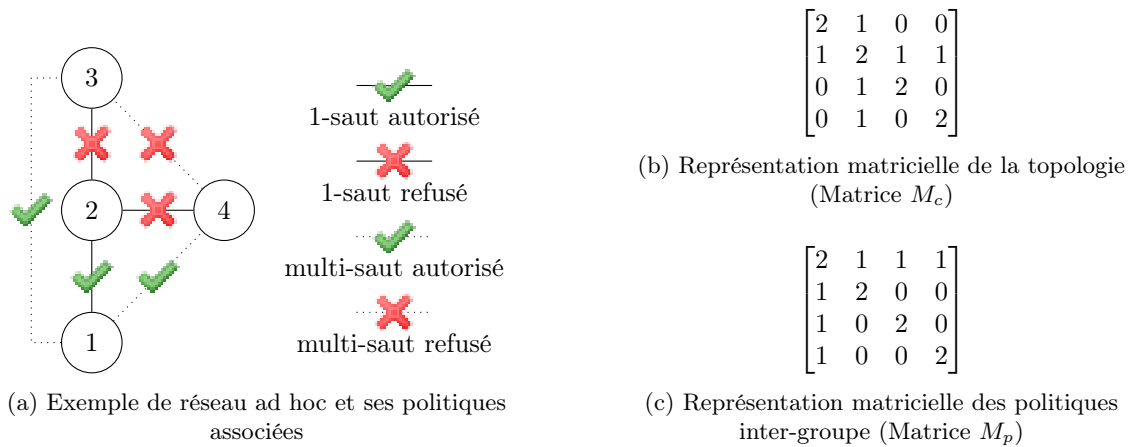 3
2
4
1
1-saut autorisé
1-saut refusé
multi-saut autorisé
multi-saut refusé
(a) Exemple de réseau ad hoc et ses politiques
associées
2 1 0 0
1 2 1 1
0 1 2 0
0 1 0 2
(b) Représentation matricielle de la topologie
(Matrice M_c)
2 1 1 1
1 2 0 0
1 0 2 0
1 0 0 2
(c) Représentation matricielle des politiques
inter-groupe (Matrice M_p)